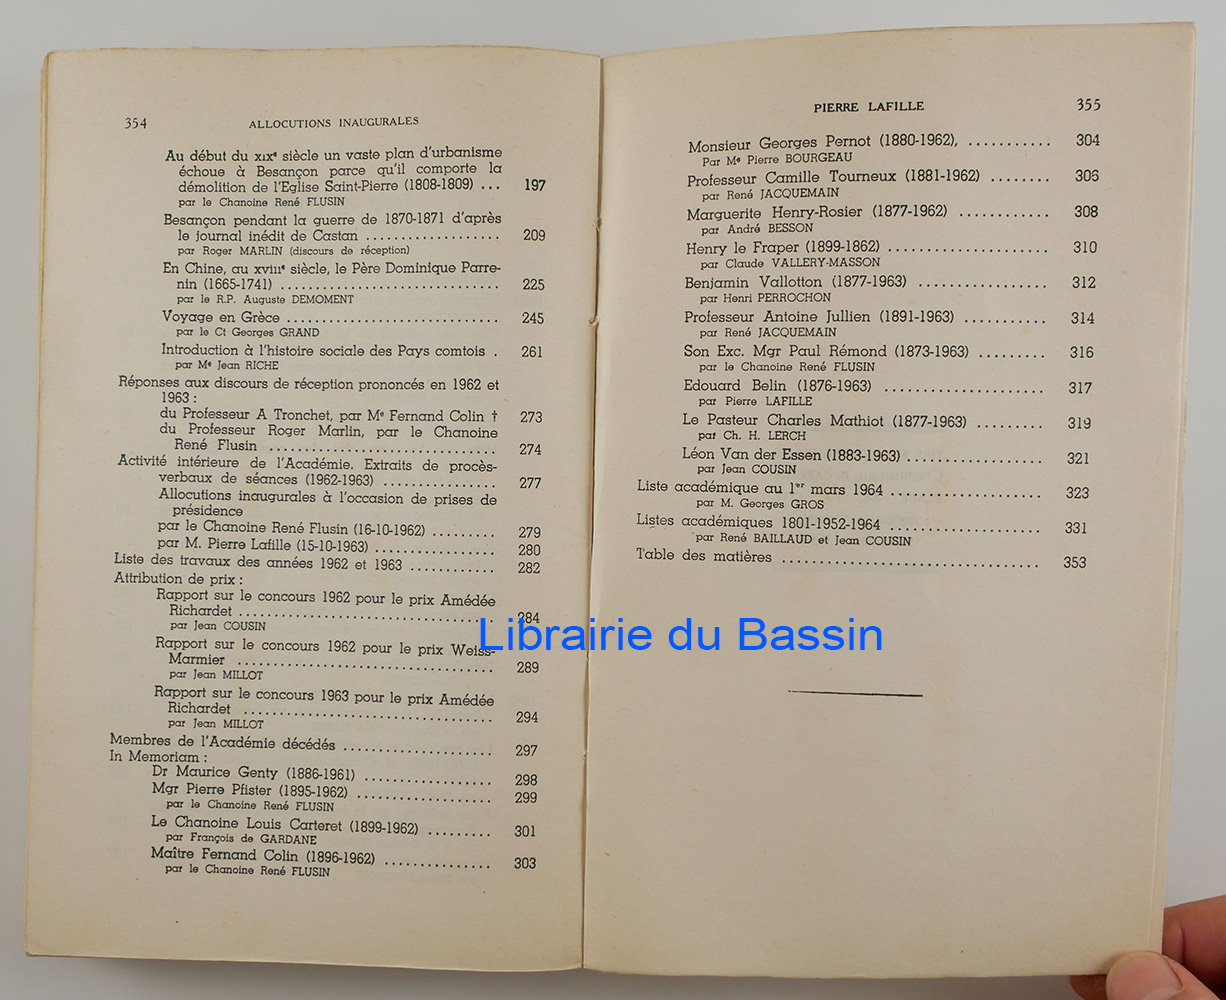 354
ALLOCUTIONS INAUGURALES
Au début du XIXe siècle un vaste plan d'urbanisme
échoue à Besançon parce qu'il comporte la
démolition de l'Eglise Saint-Pierre (1808-1809) ... 197
par le Chanoine René FLUSIN
Besançon pendant la guerre de 1870-1871 d'après
le journal inédit de Castan ................... 209
par Roger MARLIN (discours de réception)
En Chine, au XVIIIe siècle, le Père Dominique Parre-
nin (1665-1741) ............................... 225
par le R.P. Auguste DEMOMENT
Voyage en Grèce .............................. 245
par le Ct Georges GRAND
Introduction à l'histoire sociale des Pays comtois . 261
par Me Jean RICHE
Réponses aux discours de réception prononcés en 1962 et
1963 :
du Professeur A Tronchet, par Me Fernand Colin † 273
du Professeur Roger Marlin, par le Chanoine
René Flusin ................................ 274
Activité intérieure de l'Académie. Extraits de procès-
verbaux de séances (1962-1963) ................. 277
Allocutions inaugurales à l'occasion de prises de
présidence
par le Chanoine René Flusin (16-10-1962) ......... 279
par M. Pierre Lafille (15-10-1963) ................. 280
Liste des travaux des années 1962 et 1963 ............ 282
Attribution de prix :
Rapport sur le concours 1962 pour le prix Amédée
Richardet .................................... 284
par Jean COUSIN
Rapport sur le concours 1962 pour le prix Weiss-
Marmier .................................... 289
par Jean MILLOT
Rapport sur le concours 1963 pour le prix Amédée
Richardet .................................... 294
par Jean MILLOT
Membres de l'Académie décédés ..................... 297
In Memoriam :
Dr Maurice Genty (1886-1961) .................. 298
Mgr Pierre Pfister (1895-1962) ................... 299
par le Chanoine René FLUSIN
Le Chanoine Louis Carteret (1899-1962) ......... 301
par François de GARDANE
Maître Fernand Colin (1896-1962) ............... 303
par le Chanoine René FLUSIN
PIERRE LAFILLE
355
Monsieur Georges Pernot (1880-1962), ........... 304
Par Me Pierre BOURGEAU
Professeur Camille Tourneux (1881-1962) ........ 306
par René JACQUEMAIN
Marguerite Henry-Rosier (1877-1962) ............ 308
par André BESSON
Henry le Fraper (1899-1862) .................... 310
par Claude VALLERY-MASSON
Benjamin Vallotton (1877-1963) ................. 312
par Henri PERROCHON
Professeur Antoine Jullien (1891-1963) ........... 314
par René JACQUEMAIN
Son Exc. Mgr Paul Rémond (1873-1963) ......... 316
par le Chanoine René FLUSIN
Edouard Belin (1876-1963) ..................... 317
par Pierre LAFILLE
Le Pasteur Charles Mathiot (1877-1963) ......... 319
par Ch. H. LERCH
Léon Van der Essen (1883-1963) ................. 321
par Jean COUSIN
Liste académique au 1er mars 1964 .................. 323
par M. Georges GROS
Listes académiques 1801-1952-1964 .................. 331
par René BAILLAUD et Jean COUSIN
Table des matières .................................. 353
Librairie du Bassin